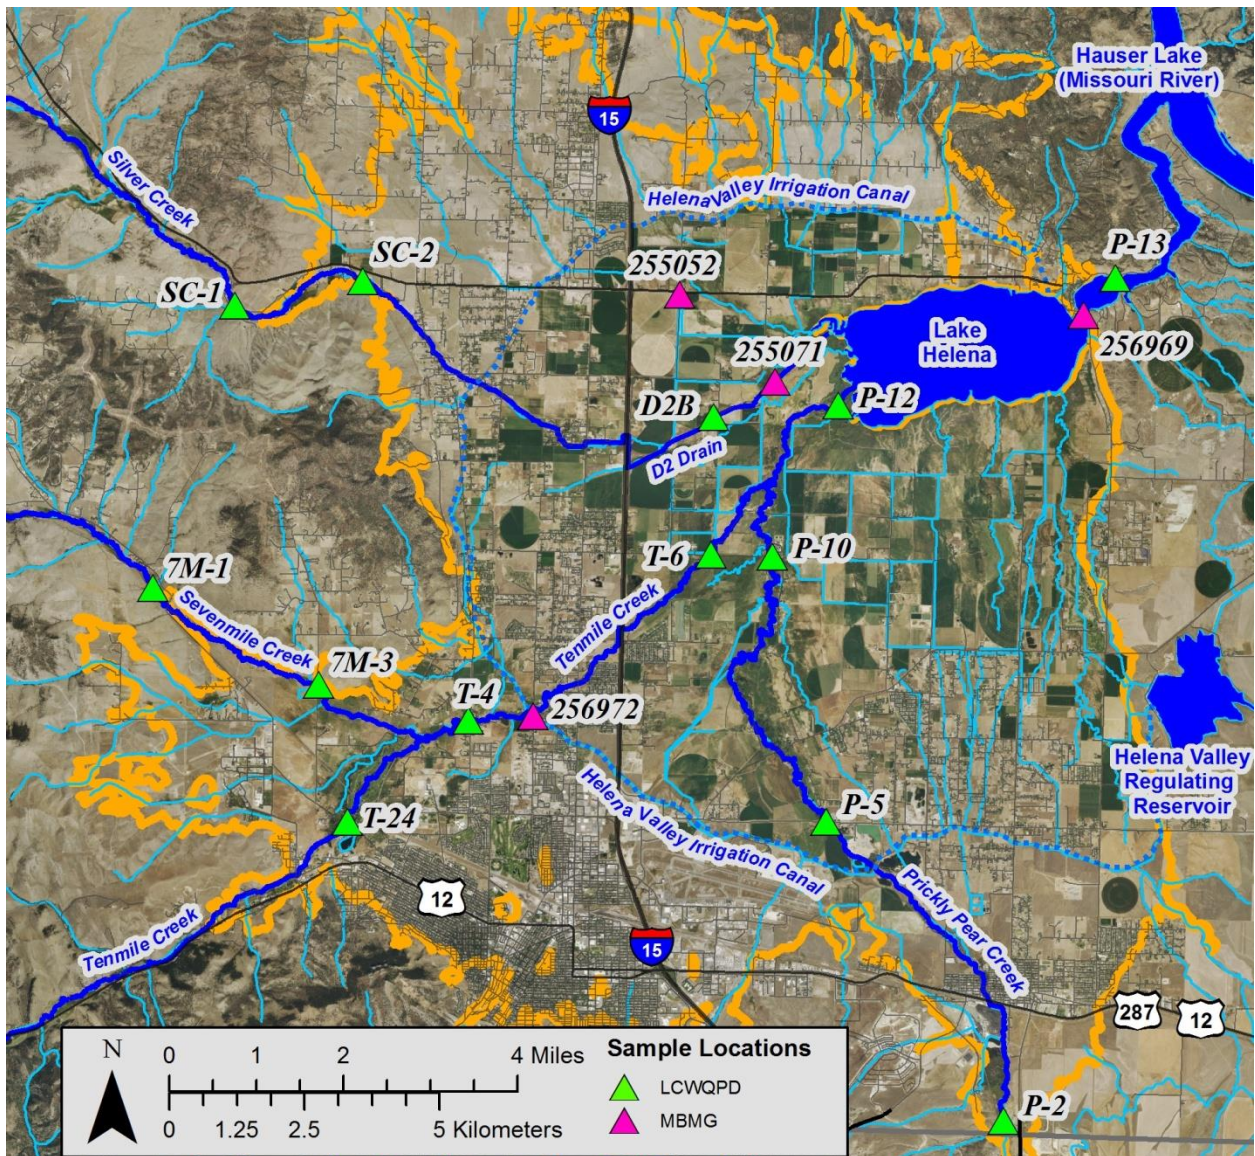 Hauser Lake
(Missouri River)
15
Silver Creek
Helena Valley Irrigation Canal
SC-2
255052
P-13
SC-1
Lake
Helena
256969
255071
D2B
P-12
D2 Drain
7M-1
T-6
P-10
Sevenmile Creek
Tenmile Creek
7M-3
T-4
256972
Helena Valley
Regulating
Reservoir
T-24
P-5
Helena Valley Irrigation Canal
12
Prickly Pear Creek
Tenmile Creek
15
287
12
N
0 1 2 4 Miles
0 1.25 2.5 5 Kilometers
Sample Locations
LCWQPD
MBMG
P-2